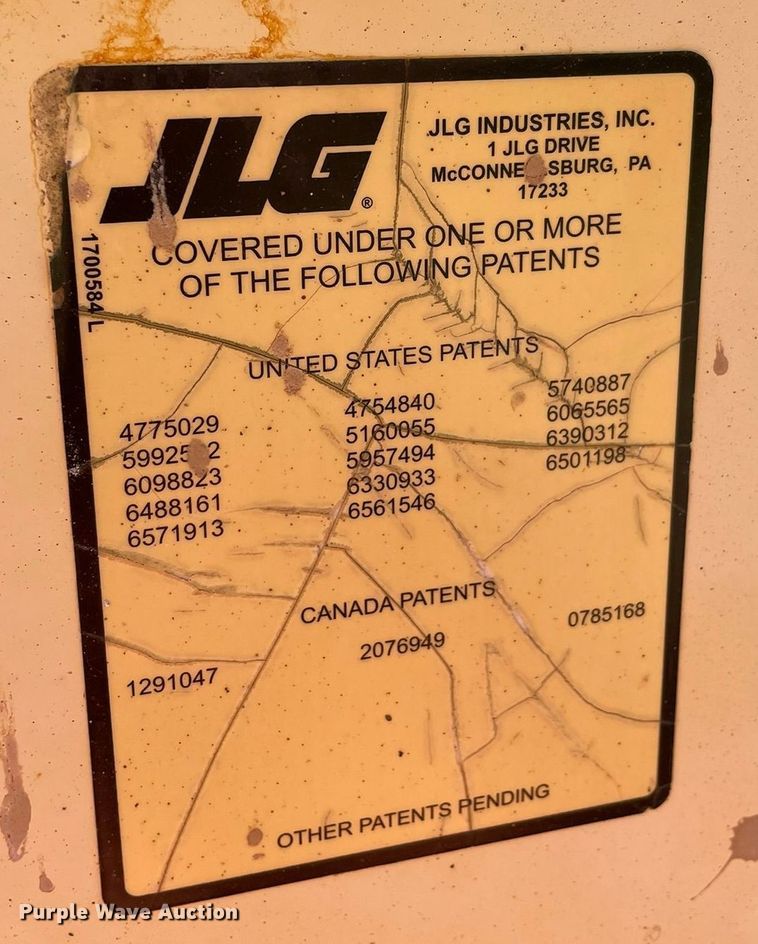 JLG®
JLG INDUSTRIES, INC.
1 JLG DRIVE
PA
17233
1700584 L
COVERED UNDER ONE OR MORE
OF THE FOLLOWING PATENTS
UNITED STATES PATENTS
4775029 4754840 5740887
5160055 6065565
6098823 5957494 6390312
6488161 6330933 6501198
6571913 6561546
CANADA PATENTS
1291047 2076949 0785168
OTHER PATENTS PENDING
Purple Wave Auction